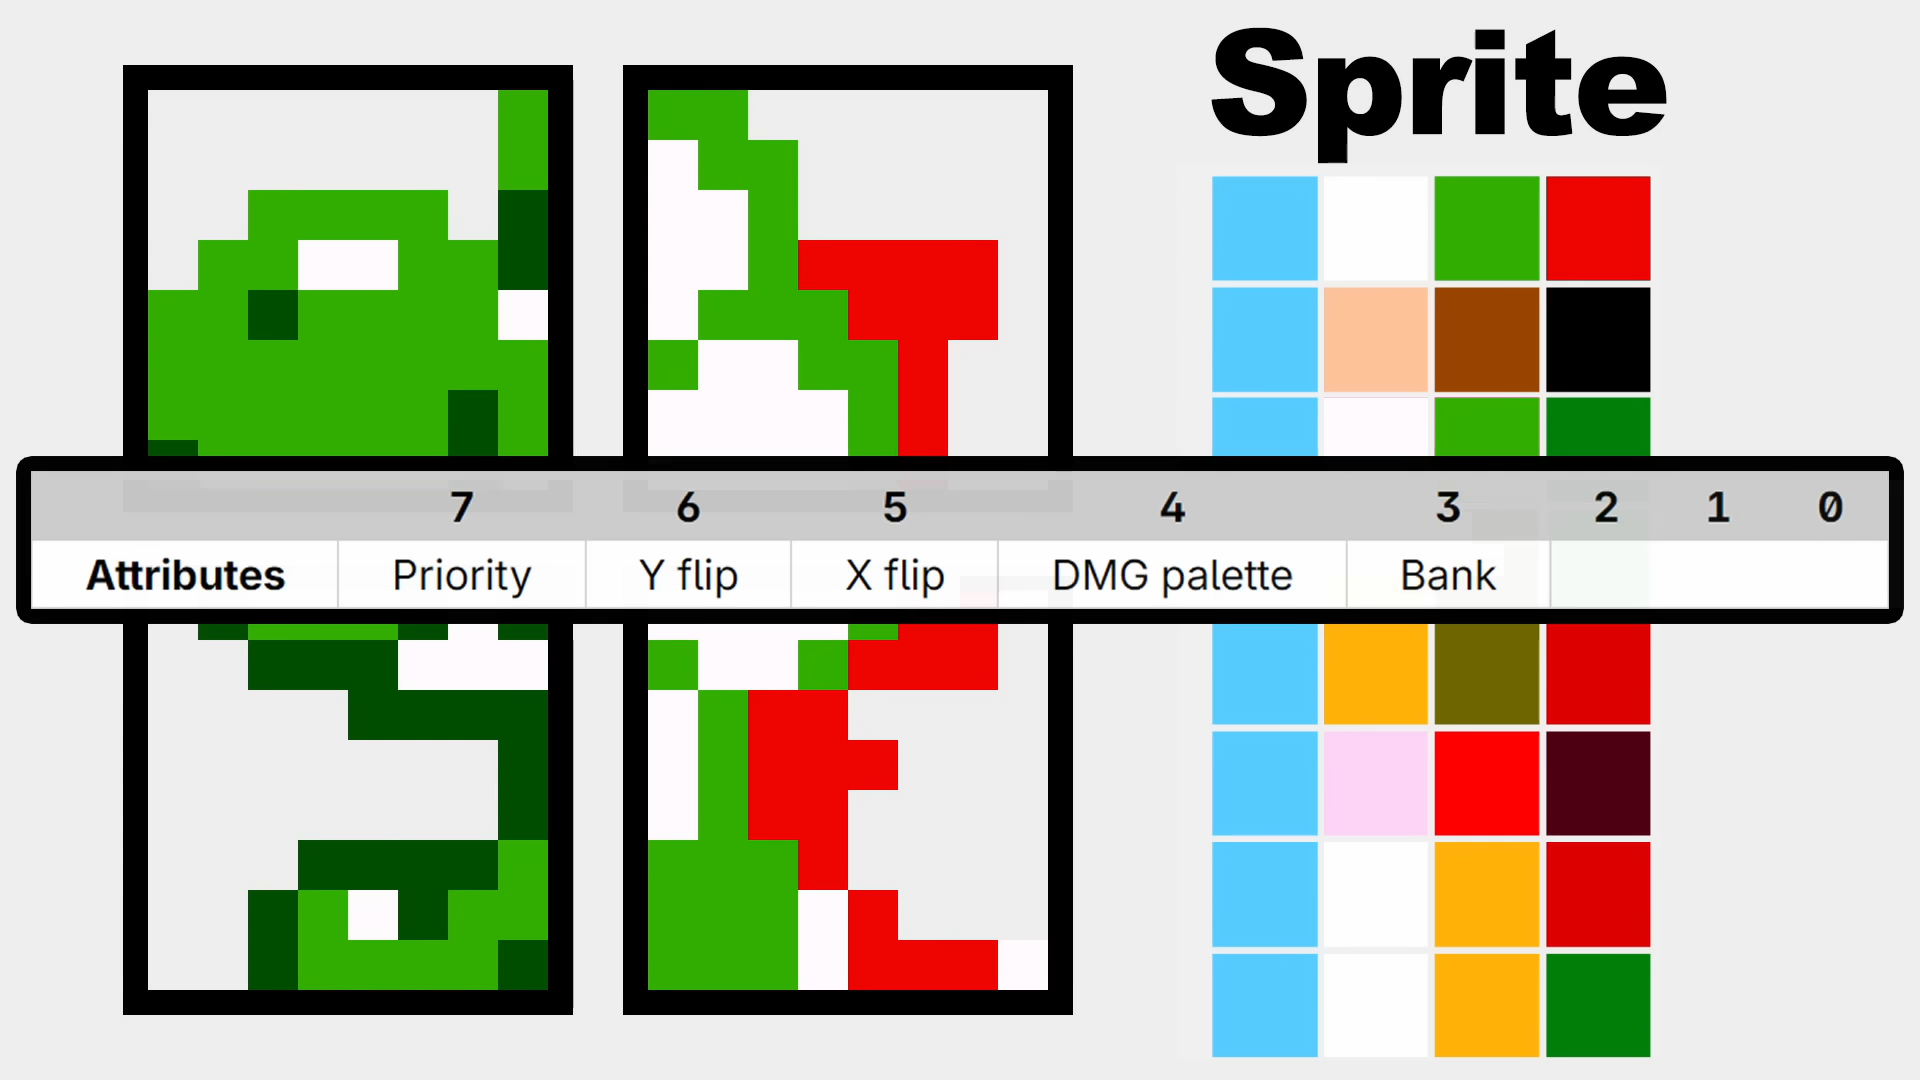 Sprite
7 6 5 4 3 2 1 0
Attributes Priority Y flip X flip DMG palette Bank